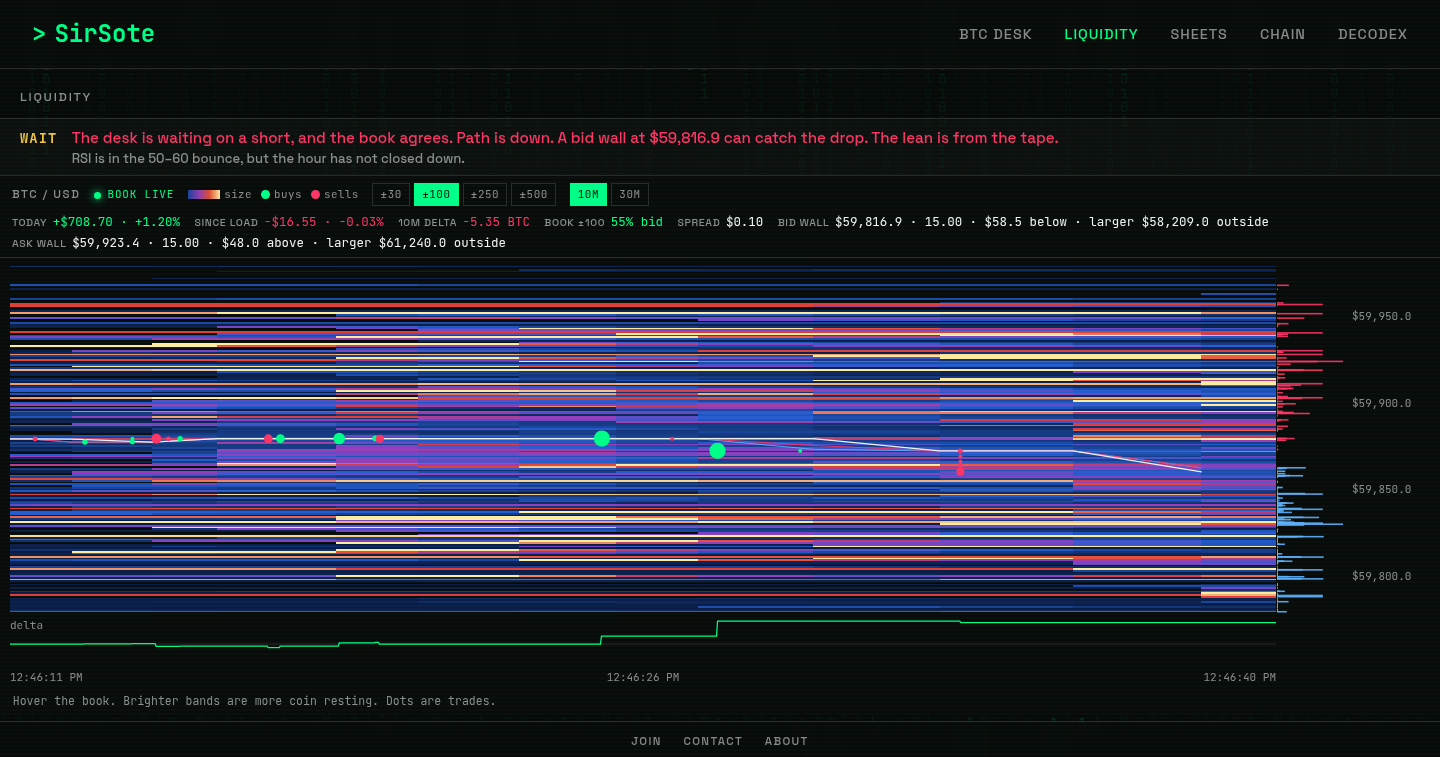 > SirSote
BTC DESK LIQUIDITY SHEETS CHAIN DECODEX
LIQUIDITY
WAIT The desk is waiting on a short, and the book agrees. Path is down. A bid wall at $59,816.9 can catch the drop. The lean is from the tape.
RSI is in the 50–60 bounce, but the hour has not closed down.
BTC / USD BOOK LIVE size buys sells ±30 ±100 ±250 ±500 10M 30M
TODAY +$708.70 · +1.20% SINCE LOAD -$16.55 · -0.03% 10M DELTA -5.35 BTC BOOK ±100 55% bid SPREAD $0.10 BID WALL $59,816.9 · 15.00 · $58.5 below · larger $58,209.0 outside
ASK WALL $59,923.4 · 15.00 · $48.0 above · larger $61,240.0 outside
$59,950.0
$59,900.0
$59,850.0
$59,800.0
delta
12:46:11 PM 12:46:26 PM 12:46:40 PM
Hover the book. Brighter bands are more coin resting. Dots are trades.
JOIN CONTACT ABOUT